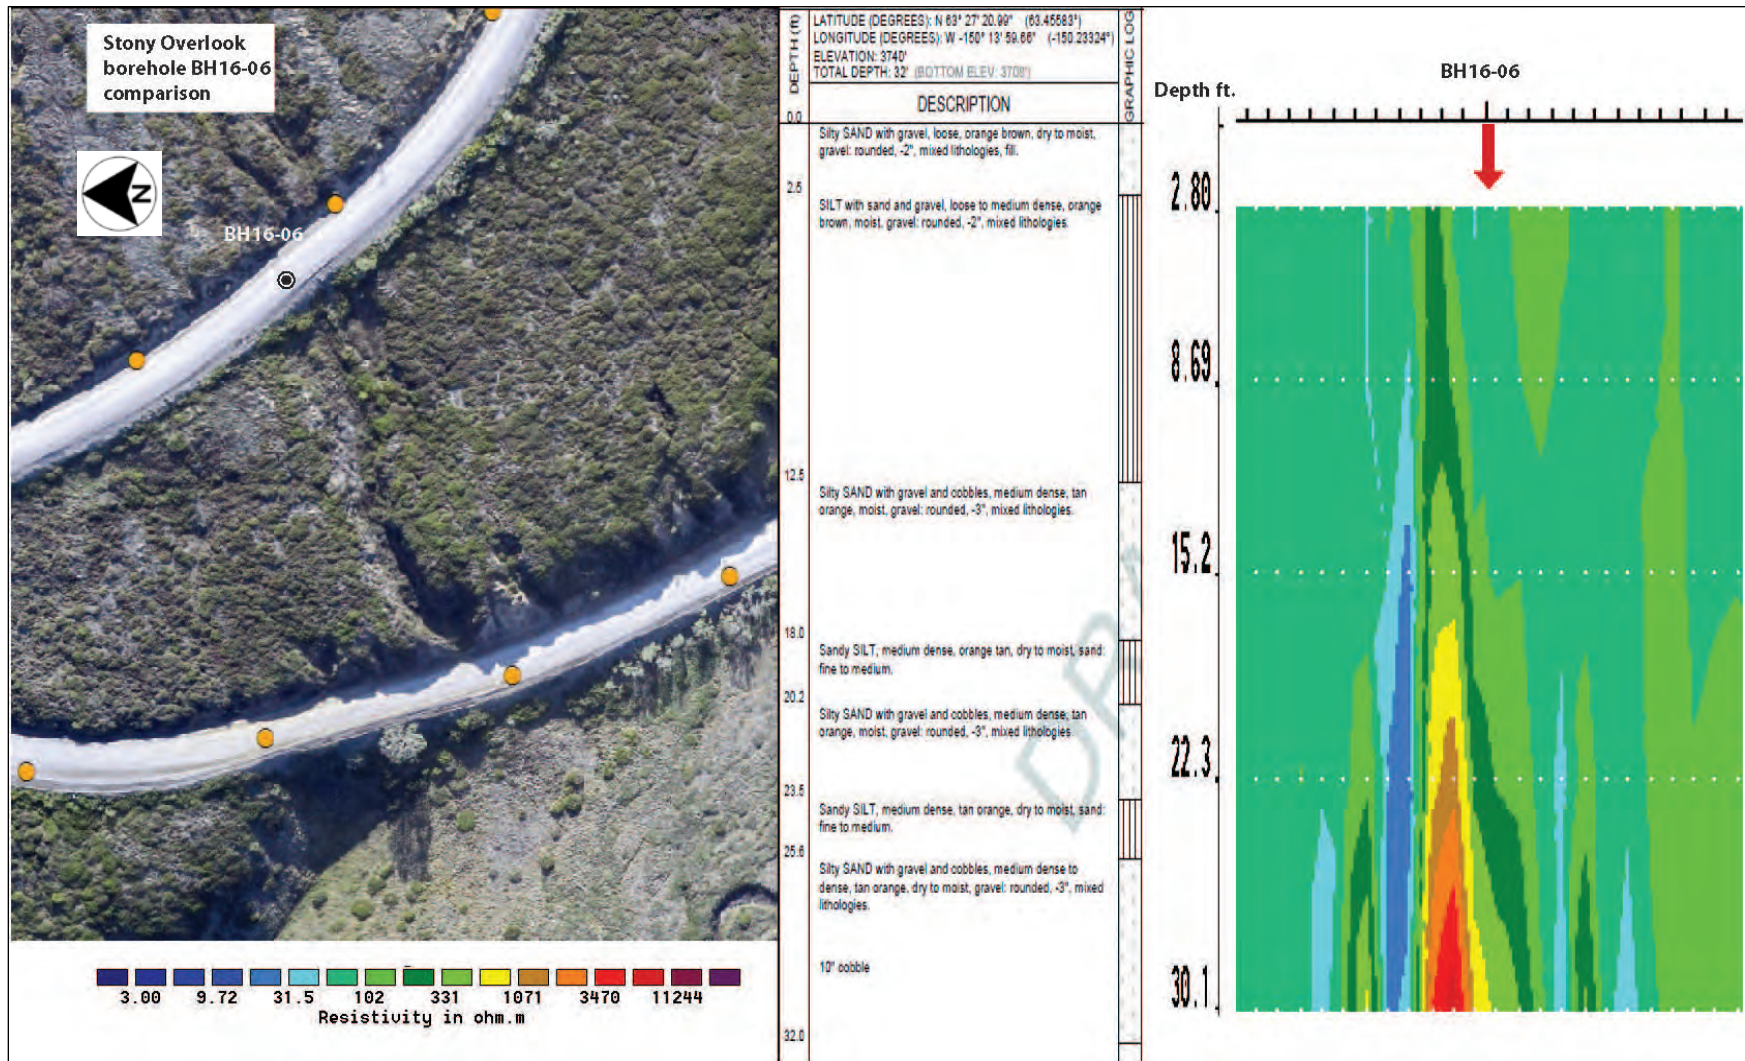 Stony Overlook
borehole BH16-06
comparison
N
BH16-06
3.00 9.72 31.5 102 331 1071 3470 11244
Resistivity in ohm.m
DEPTH (ft)
LATITUDE (DEGREES): N 63° 27' 20.99" (63.45583°)
LONGITUDE (DEGREES): W -150° 13' 59.66" (-150.23324°)
ELEVATION: 3740'
TOTAL DEPTH: 32' (BOTTOM ELEV: 3708')
GRAPHIC LOG
DESCRIPTION
0.0
Silty SAND with gravel, loose, orange brown, dry to moist,
gravel: rounded, -2", mixed lithologies, fill.
2.5
SILT with sand and gravel, loose to medium dense, orange
brown, moist, gravel: rounded, -2", mixed lithologies.
12.5
Silty SAND with gravel and cobbles, medium dense, tan
orange, moist, gravel: rounded, -3", mixed lithologies.
18.0
Sandy SILT, medium dense, orange tan, dry to moist, sand:
fine to medium.
20.2
Silty SAND with gravel and cobbles, medium dense, tan
orange, moist, gravel: rounded, -3", mixed lithologies.
23.5
Sandy SILT, medium dense, tan orange, dry to moist, sand:
fine to medium.
25.6
Silty SAND with gravel and cobbles, medium dense to
dense, tan orange, dry to moist, gravel: rounded, -3", mixed
lithologies.
10" cobble
32.0
Depth ft.
BH16-06
2.80
8.69
15.2
22.3
30.1